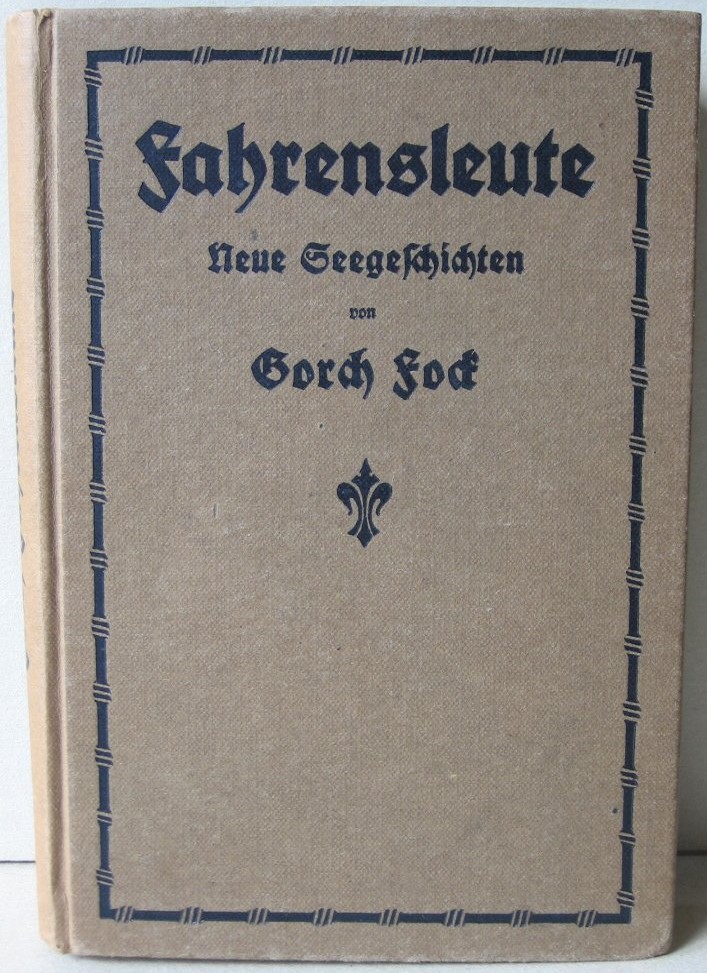 Fahrensleute
Neue Seegeſchichten
von
Gorch Fock